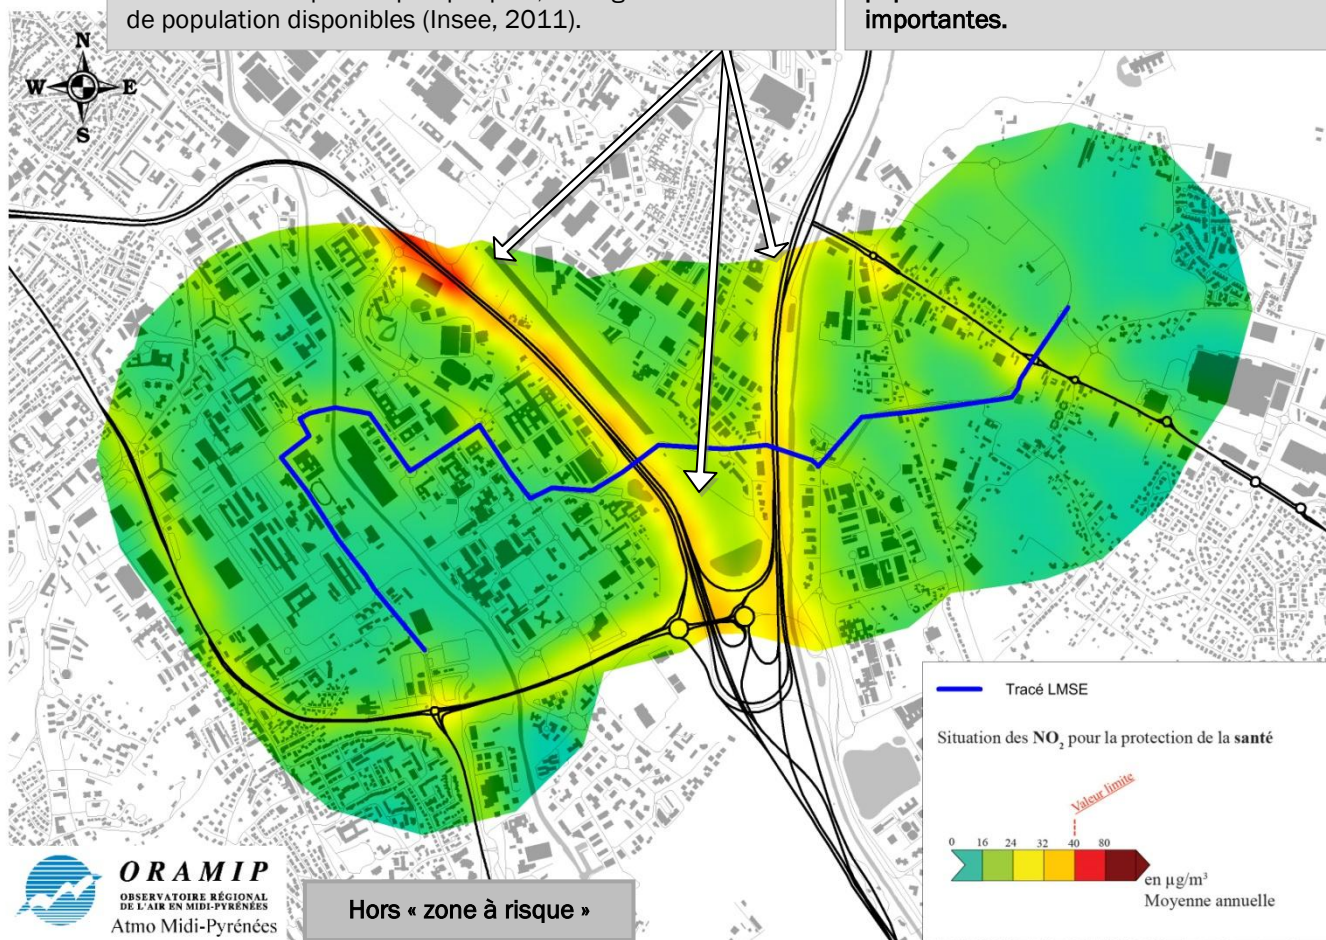 de population disponibles (Insee, 2011).
importantes.
N
W E
S
Tracé LMSE
Situation des NO₂ pour la protection de la santé
Valeur limite
0 16 24 32 40 80
en µg/m³
Moyenne annuelle
ORAMIP
OBSERVATOIRE RÉGIONAL
DE L'AIR EN MIDI-PYRÉNÉES
Atmo Midi-Pyrénées
Hors « zone à risque »